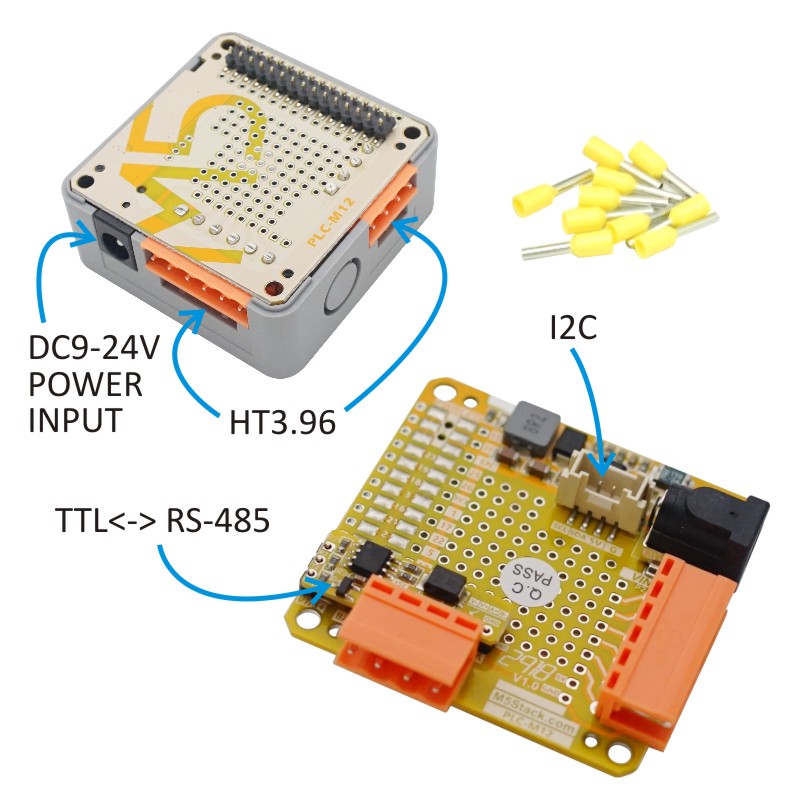 M5
PLC-M12
DC9-24V
POWER
INPUT
HT3.96
I2C
TTL<-> RS-485
Q.C
PASS
V1.0
M5Stack.com
PLC-M12